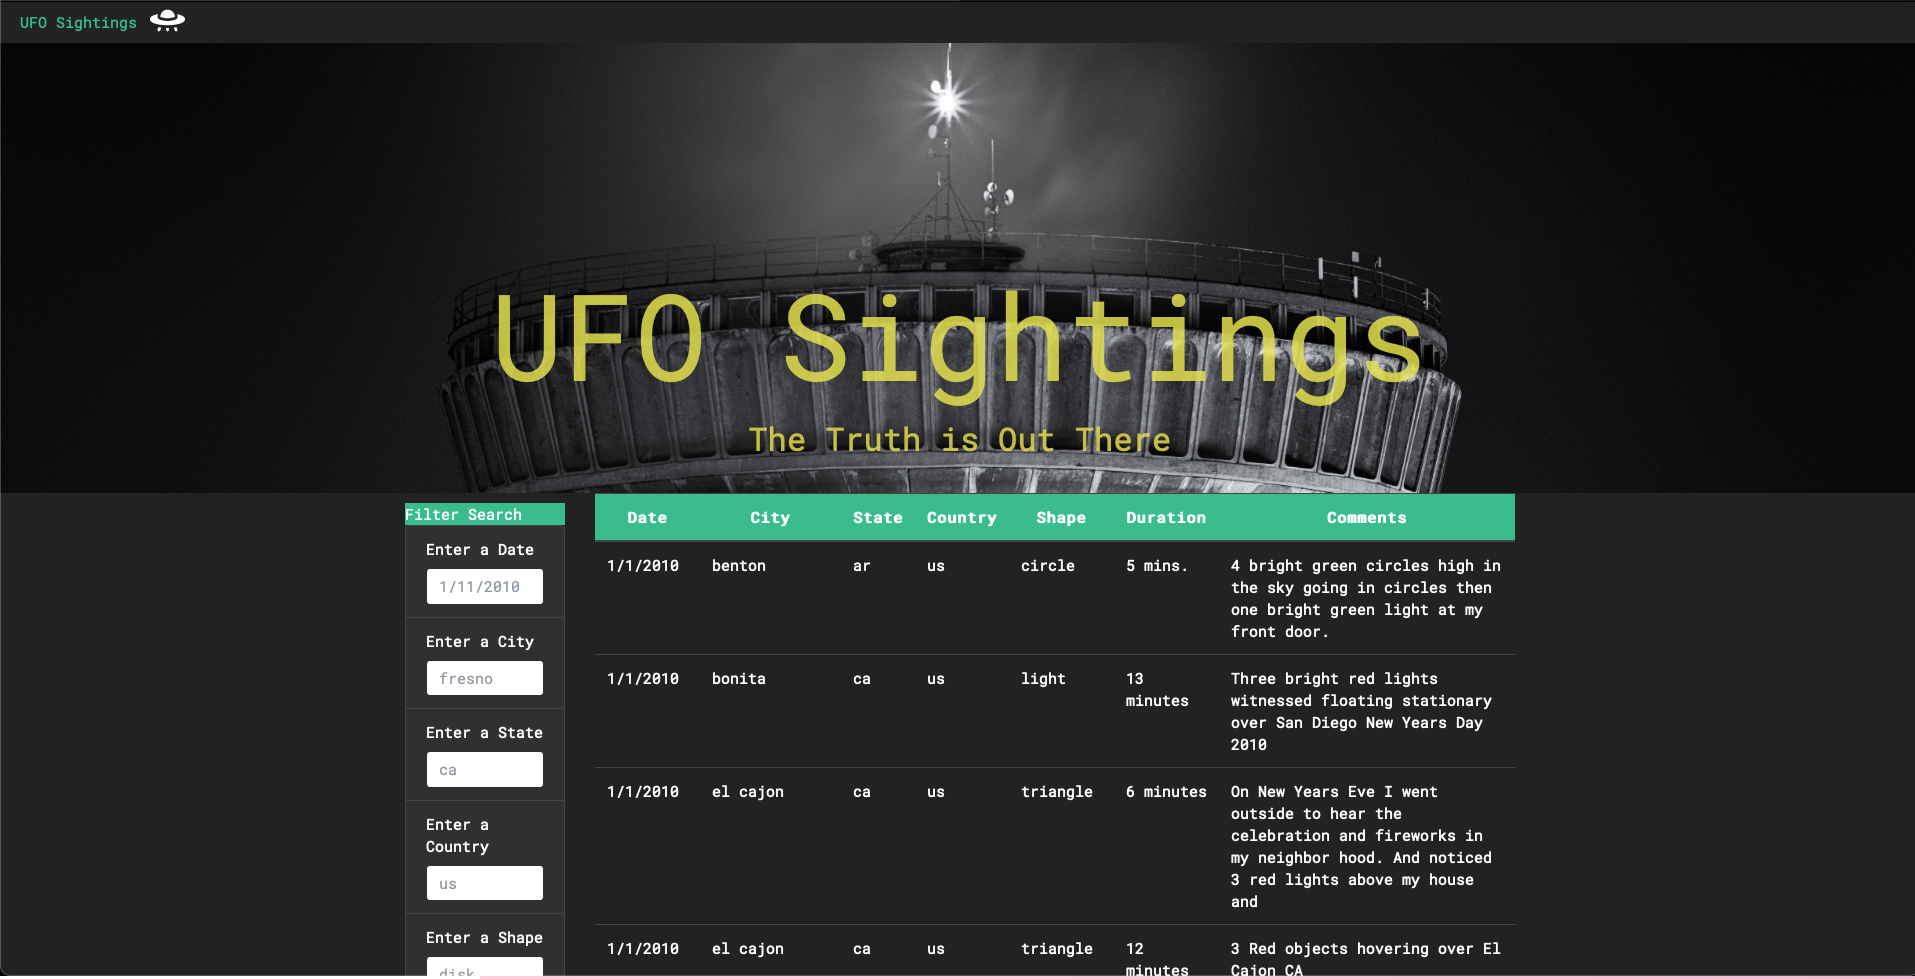 UFO Sightings
UFO Sightings
The Truth is Out There
Filter Search
Enter a Date
1/11/2010
Enter a City
fresno
Enter a State
ca
Enter a
Country
us
Enter a Shape
disk
Date City State Country Shape Duration Comments
1/1/2010 benton ar us circle 5 mins. 4 bright green circles high in
the sky going in circles then
one bright green light at my
front door.
1/1/2010 bonita ca us light 13 Three bright red lights
minutes witnessed floating stationary
over San Diego New Years Day
2010
1/1/2010 el cajon ca us triangle 6 minutes On New Years Eve I went
outside to hear the
celebration and fireworks in
my neighbor hood. And noticed
3 red lights above my house
and
1/1/2010 el cajon ca us triangle 12 3 Red objects hovering over El
minutes Cajon CA